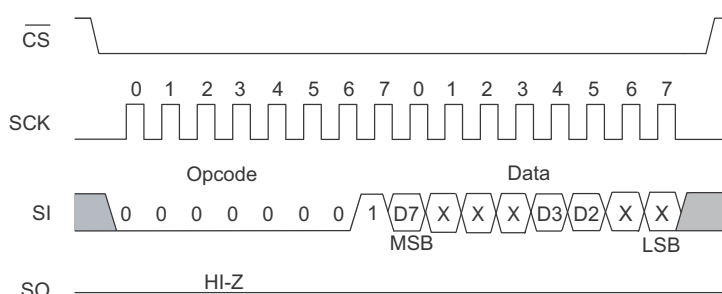 CS
0 1 2 3 4 5 6 7 0 1 2 3 4 5 6 7
SCK
Opcode Data
SI 0 0 0 0 0 0 0 1 D7 X X X D3 D2 X X
MSB LSB
HI-Z
SO